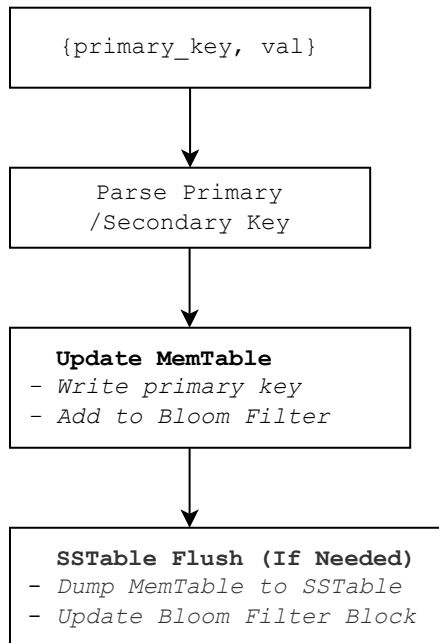 {primary_key, val}
Parse Primary
/Secondary Key
Update MemTable
- Write primary key
- Add to Bloom Filter
SSTable Flush (If Needed)
- Dump MemTable to SSTable
- Update Bloom Filter Block